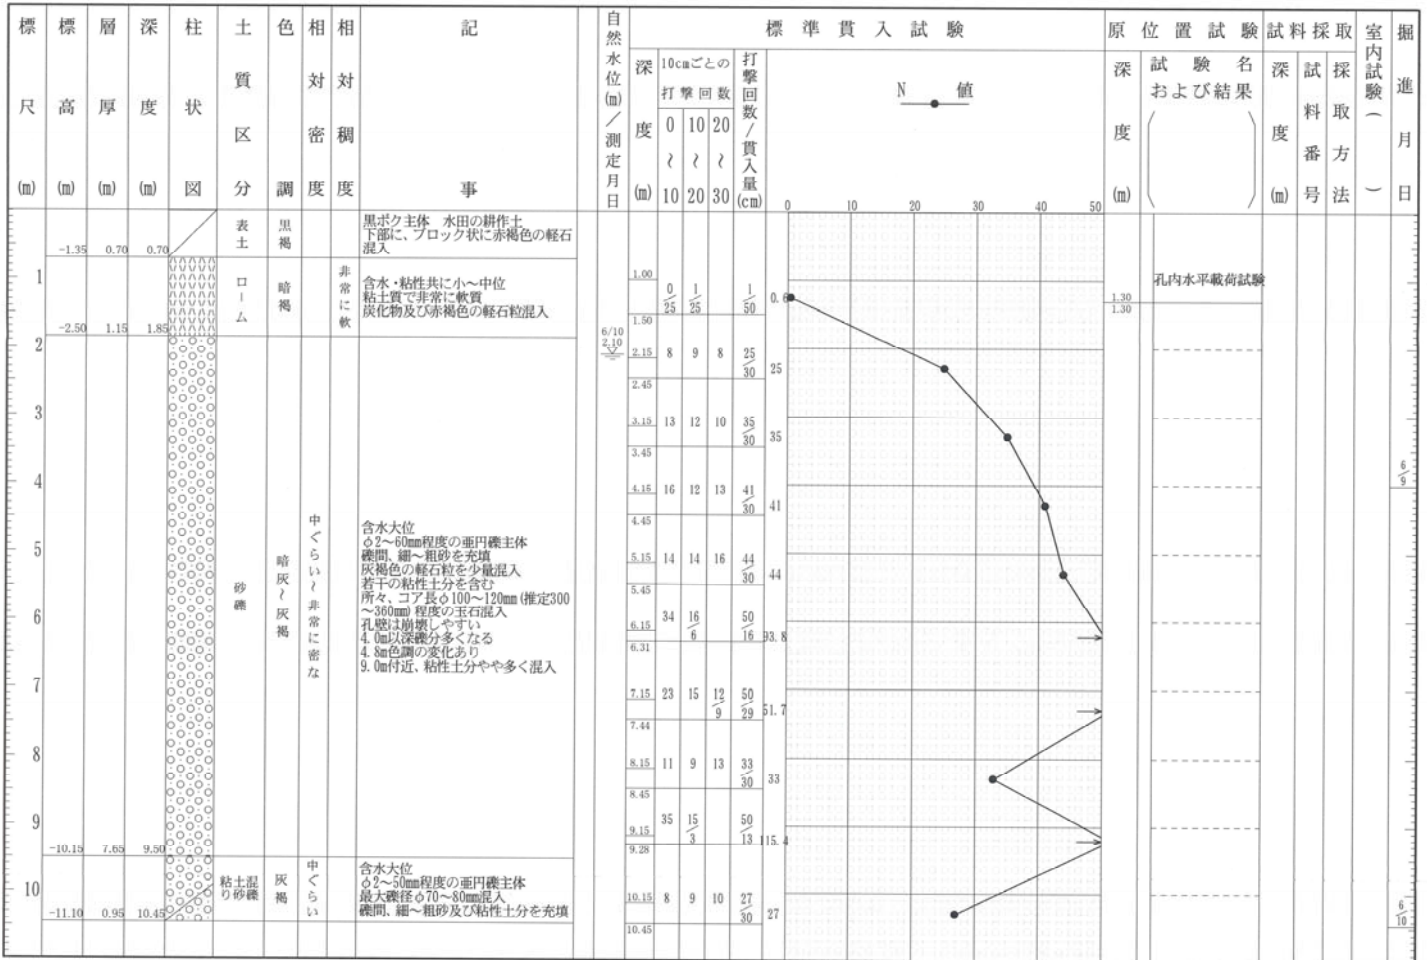 標尺(m)
標高(m)
層厚(m)
深度(m)
柱状図
土質区分
色調
相対密度
相対稠度
記事
自然水位(m)/測定月日
標準貫入試験
深度(m)
10cmごとの
打撃回数
0 10 20
～ ～ ～
10 20 30
打撃回数/貫入量(cm)
N 値
0 10 20 30 40 50
原位置試験
深度(m)
試験名
および結果
試料採取
深度(m)
試料番号
採取方法
室内試験( )
掘進月日
-1.35 0.70 0.70
表土
黒褐
黒ボク主体 水田の耕作土
下部に、ブロック状に赤褐色の軽石
混入
1
-2.50 1.15 1.85
ローム
暗褐
非常に軟
含水・粘性共に小～中位
粘土質で非常に軟質
炭化物及び赤褐色の軽石粒混入
1.00
0/25 1/25 1/50 0.6
1.50
孔内水平載荷試験
1.30
1.30
6/10
2.10
2
2.15 8 9 8 25/30 25
2.45
3
3.15 13 12 10 35/30 35
3.45
4
4.15 16 12 13 41/30 41
4.45
6/9
5
5.15 14 14 16 44/30 44
5.45
砂礫
暗灰～灰褐
中ぐらい～非常に密な
含水大位
φ2～60mm程度の亜円礫主体
礫間、細～粗砂を充填
灰褐色の軽石粒を少量混入
若干の粘性土分を含む
所々、コア長φ100～120mm(推定300
～360mm)程度の玉石混入
孔壁は崩壊しやすい
4.0m以深礫分多くなる
4.8m色調の変化あり
9.0m付近、粘性土分やや多く混入
6
6.15 34 16/6 50/16 93.8
6.31
7
7.15 23 15 12/9 50/29 51.7
7.44
8
8.15 11 9 13 33/30 33
8.45
9
9.15 35 15/3 50/13 115.4
9.28
-10.15 7.65 9.50
10
粘土混
り砂礫
灰褐
中ぐらい
含水大位
φ2～50mm程度の亜円礫主体
最大礫径φ70～80mm混入
礫間、細～粗砂及び粘性土分を充填
10.15 8 9 10 27/30 27
10.45
-11.10 0.95 10.45
6/10